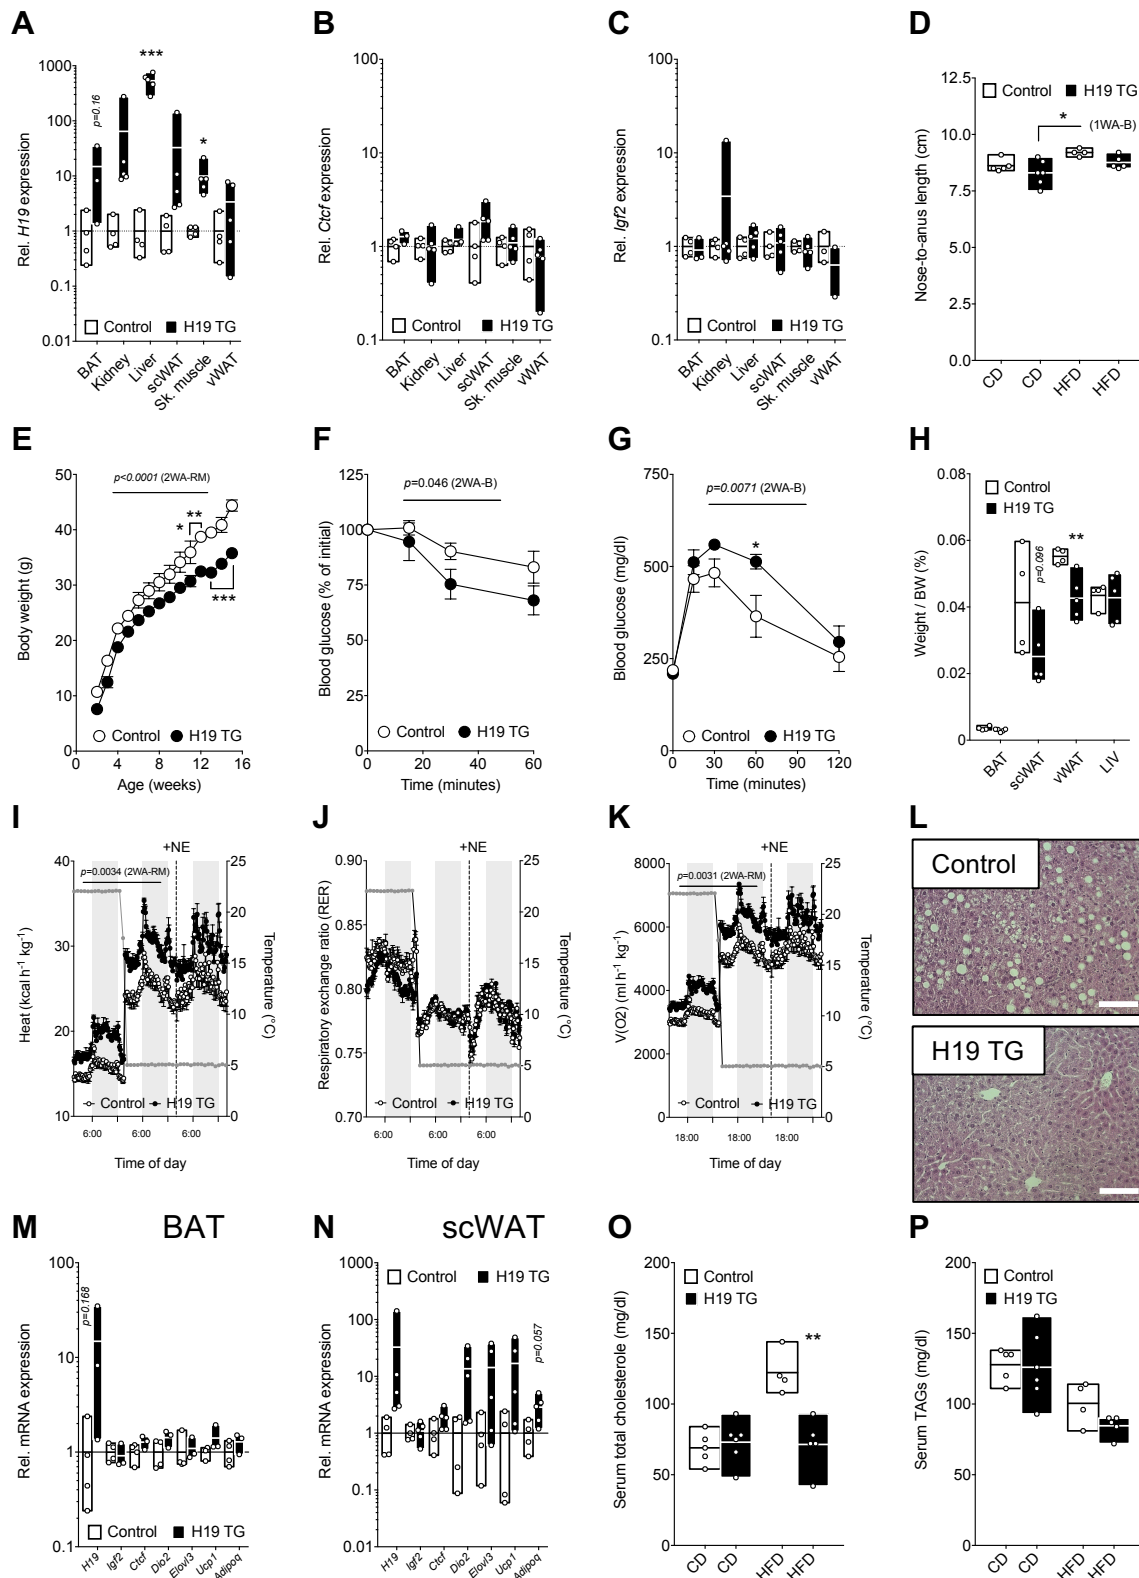 A
Rel. H19 expression
1000
100
10
1
0.1
0.01
p=0.16
***
*
Control
H19 TG
BAT
Kidney
Liver
scWAT
Sk. muscle
vWAT
B
Rel. Ctcf expression
100
10
1
0.1
Control
H19 TG
BAT
Kidney
Liver
scWAT
Sk. muscle
vWAT
C
Rel. Igf2 expression
100
10
1
0.1
Control
H19 TG
BAT
Kidney
Liver
scWAT
Sk. muscle
vWAT
D
Nose-to-anus length (cm)
12.5
10.0
7.5
5.0
2.5
0.0
Control
H19 TG
*
(1WA-B)
CD
CD
HFD
HFD
E
Body weight (g)
50
40
30
20
10
0
p<0.0001 (2WA-RM)
*
**
***
Control
H19 TG
0 4 8 12 16
Age (weeks)
F
Blood glucose (% of initial)
125
100
75
50
25
0
p=0.046 (2WA-B)
Control
H19 TG
0 20 40 60
Time (minutes)
G
Blood glucose (mg/dl)
750
500
250
0
p=0.0071 (2WA-B)
*
Control
H19 TG
0 30 60 90 120
Time (minutes)
H
Weight / BW (%)
0.08
0.06
0.04
0.02
0
Control
H19 TG
p=0.096
**
BAT
scWAT
vWAT
LIV
I
+NE
Heat (kcal h-1 kg-1)
40
30
20
10
p=0.0034 (2WA-RM)
25
20
15
10
5
0
Temperature (°C)
Control
H19 TG
6:00 6:00 6:00
Time of day
J
+NE
Respiratory exchange ratio (RER)
0.90
0.85
0.80
0.75
0.70
25
20
15
10
5
0
Temperature (°C)
Control
H19 TG
6:00 6:00 6:00
Time of day
K
+NE
V(O2) (ml h-1 kg-1)
8000
6000
4000
2000
0
p=0.0031 (2WA-RM)
25
20
15
10
5
0
Temperature (°C)
Control
H19 TG
18:00 18:00 18:00
Time of day
L
Control
H19 TG
M
BAT
Rel. mRNA expression
100
10
1
0.1
p=0.168
Control
H19 TG
H19
Igf2
Ctcf
Dio2
Elovl3
Ucp1
Adipoq
N
scWAT
Rel. mRNA expression
1000
100
10
1
0.1
0.01
Control
H19 TG
p=0.057
H19
Igf2
Ctcf
Dio2
Elovl3
Ucp1
Adipoq
O
Serum total cholesterole (mg/dl)
200
150
100
50
0
Control
H19 TG
**
CD
CD
HFD
HFD
P
Serum TAGs (mg/dl)
200
150
100
50
0
Control
H19 TG
CD
CD
HFD
HFD